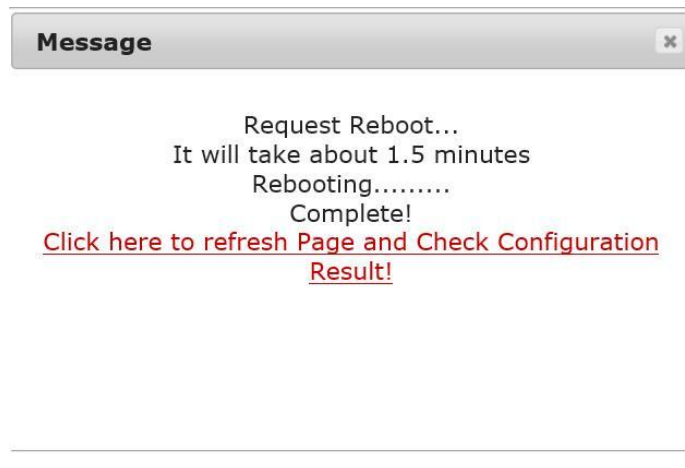 Message
Request Reboot...
It will take about 1.5 minutes
Rebooting.........
Complete!
Click here to refresh Page and Check Configuration
Result!